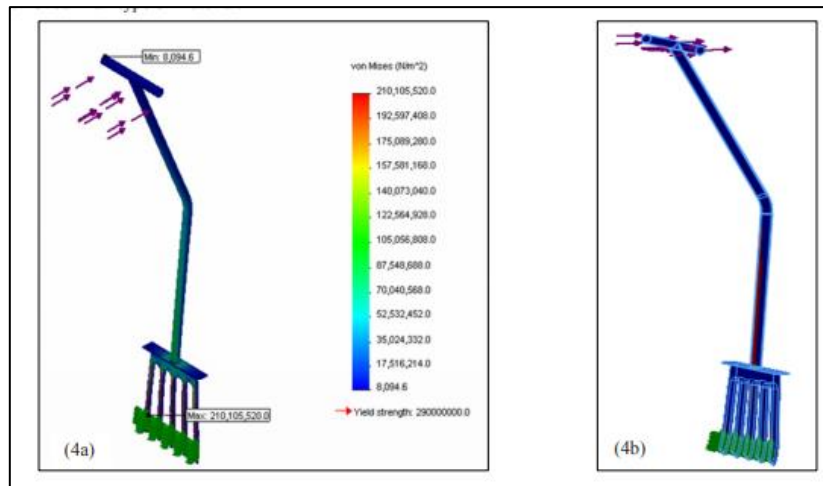 Min: 8,094.6
von Mises (N/m^2)
210,105,520.0
192,597,408.0
175,089,280.0
157,581,168.0
140,073,040.0
122,564,928.0
105,056,808.0
87,548,688.0
70,040,568.0
52,532,452.0
35,024,332.0
17,516,214.0
8,094.6
Yield strength: 290000000.0
Max: 210,105,520.0
(4a)
(4b)